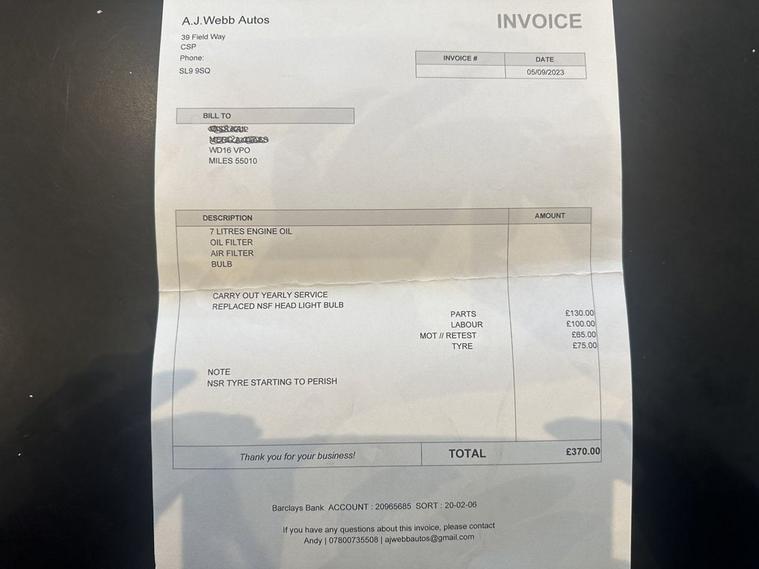 A.J.Webb Autos
INVOICE
39 Field Way
CSP
Phone:
SL9 9SQ
INVOICE # DATE
05/09/2023
BILL TO
WD16 VPO
MILES 55010
DESCRIPTION AMOUNT
7 LITRES ENGINE OIL
OIL FILTER
AIR FILTER
BULB
CARRY OUT YEARLY SERVICE
REPLACED NSF HEAD LIGHT BULB
PARTS £130.00
LABOUR £100.00
MOT // RETEST £65.00
TYRE £75.00
NOTE
NSR TYRE STARTING TO PERISH
Thank you for your business! TOTAL £370.00
Barclays Bank ACCOUNT : 20965685 SORT : 20-02-06
If you have any questions about this invoice, please contact
Andy | 07800735508 | ajwebbautos@gmail.com